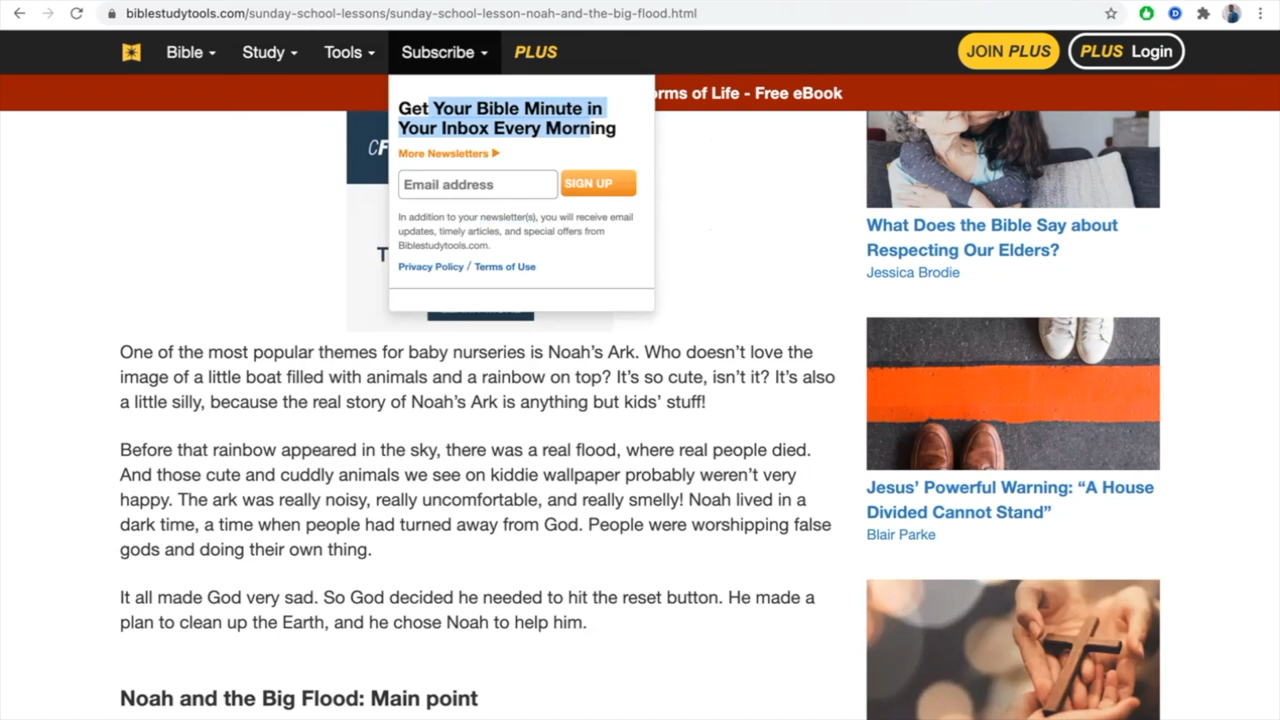 biblestudytools.com/sunday-school-lessons/sunday-school-lesson-noah-and-the-big-flood.html
Bible Study Tools Subscribe PLUS JOIN PLUS PLUS Login
orms of Life - Free eBook
Get Your Bible Minute in
Your Inbox Every Morning
More Newsletters
Email address SIGN UP
In addition to your newsletter(s), you will receive email
updates, timely articles, and special offers from
Biblestudytools.com.
Privacy Policy / Terms of Use
CF
T
One of the most popular themes for baby nurseries is Noah's Ark. Who doesn't love the
image of a little boat filled with animals and a rainbow on top? It's so cute, isn't it? It's also
a little silly, because the real story of Noah's Ark is anything but kids' stuff!
Before that rainbow appeared in the sky, there was a real flood, where real people died.
And those cute and cuddly animals we see on kiddie wallpaper probably weren't very
happy. The ark was really noisy, really uncomfortable, and really smelly! Noah lived in a
dark time, a time when people had turned away from God. People were worshipping false
gods and doing their own thing.
It all made God very sad. So God decided he needed to hit the reset button. He made a
plan to clean up the Earth, and he chose Noah to help him.
Noah and the Big Flood: Main point
What Does the Bible Say about
Respecting Our Elders?
Jessica Brodie
Jesus' Powerful Warning: “A House
Divided Cannot Stand”
Blair Parke